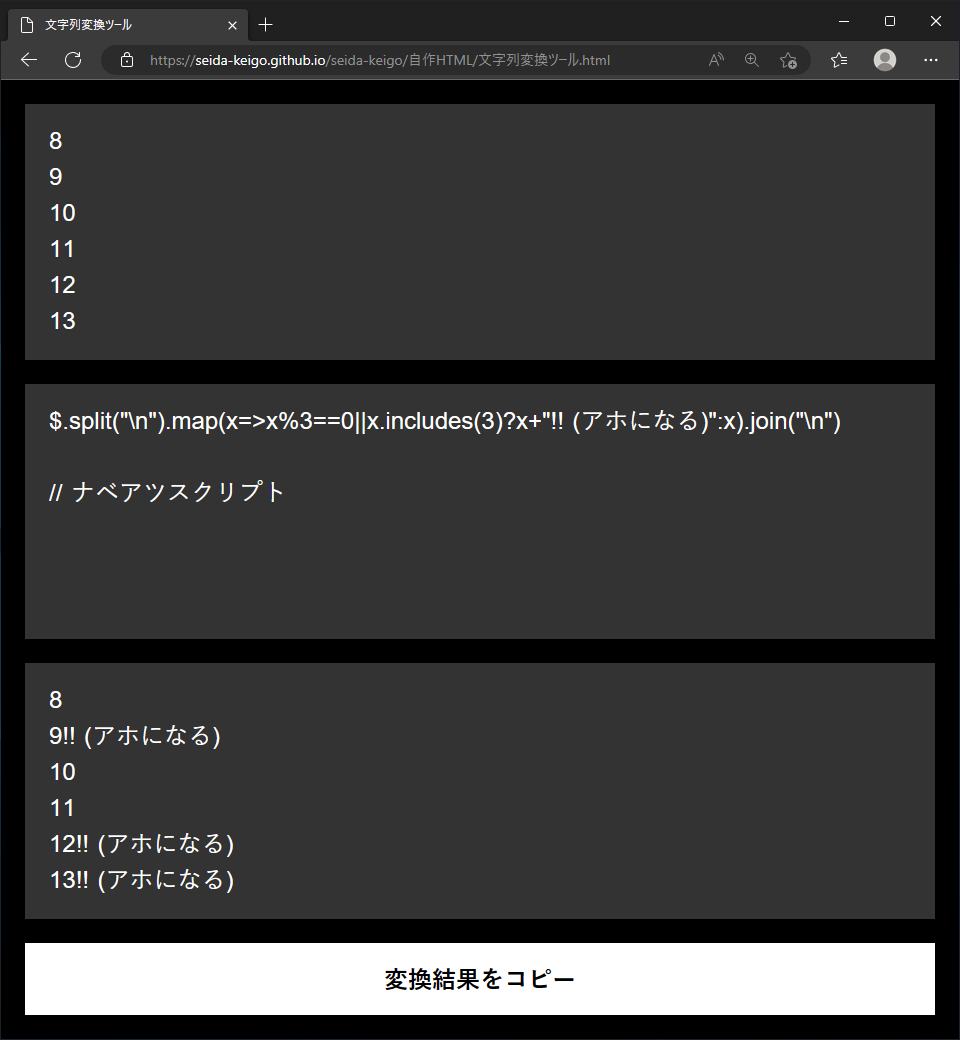 文字列変換ツール
https://seida-keigo.github.io/seida-keigo/自作HTML/文字列変換ツール.html
8
9
10
11
12
13
$.split("\n").map(x=>x%3==0||x.includes(3)?x+"!! (アホになる)":x).join("\n")
// ナベアツスクリプト
8
9!! (アホになる)
10
11
12!! (アホになる)
13!! (アホになる)
変換結果をコピー